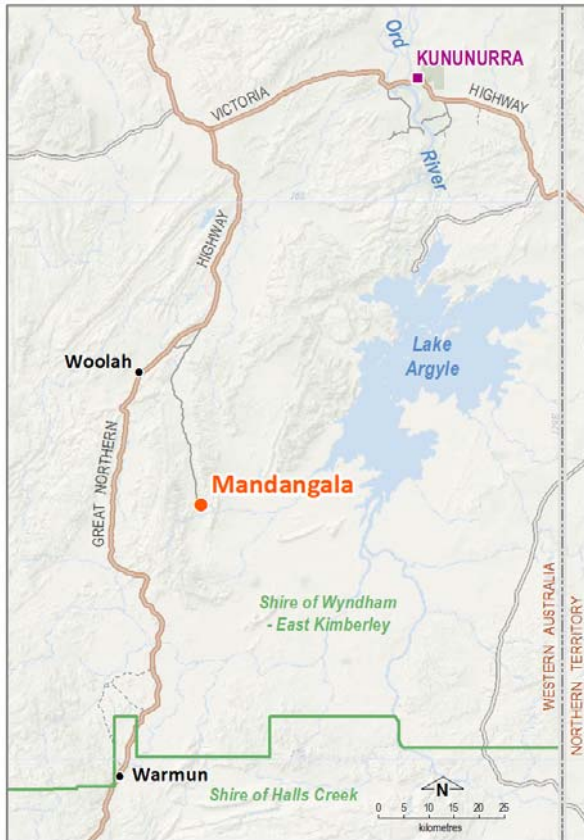 Ord
KUNUNURRA
VICTORIA
HIGHWAY
River
HIGHWAY
Lake
Argyle
Woolah
GREAT NORTHERN
Mandangala
Shire of Wyndham
- East Kimberley
WESTERN AUSTRALIA
NORTHERN TERRITORY
Warmun
Shire of Halls Creek
N
0 5 10 15 20 25
kilometres